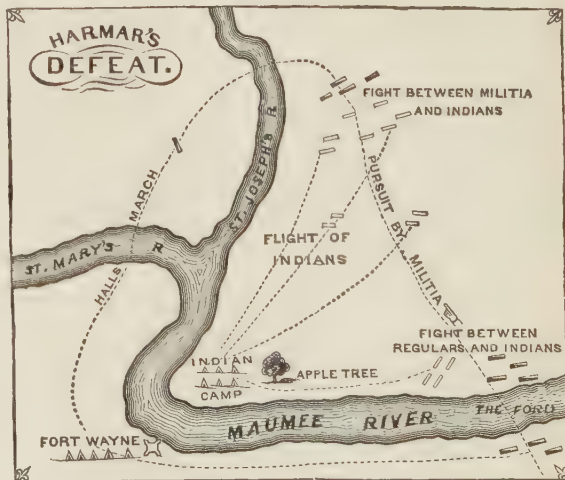 HARMAR'S
DEFEAT.
FIGHT BETWEEN MILITIA
AND INDIANS
ST. JOSEPH'S R.
HALLS MARCH
PURSUIT BY MILITIA
FLIGHT OF
INDIANS
ST. MARY'S R
FIGHT BETWEEN
REGULARS AND INDIANS
INDIAN
CAMP
APPLE TREE
MAUMEE RIVER
THE FORD
FORT WAYNE